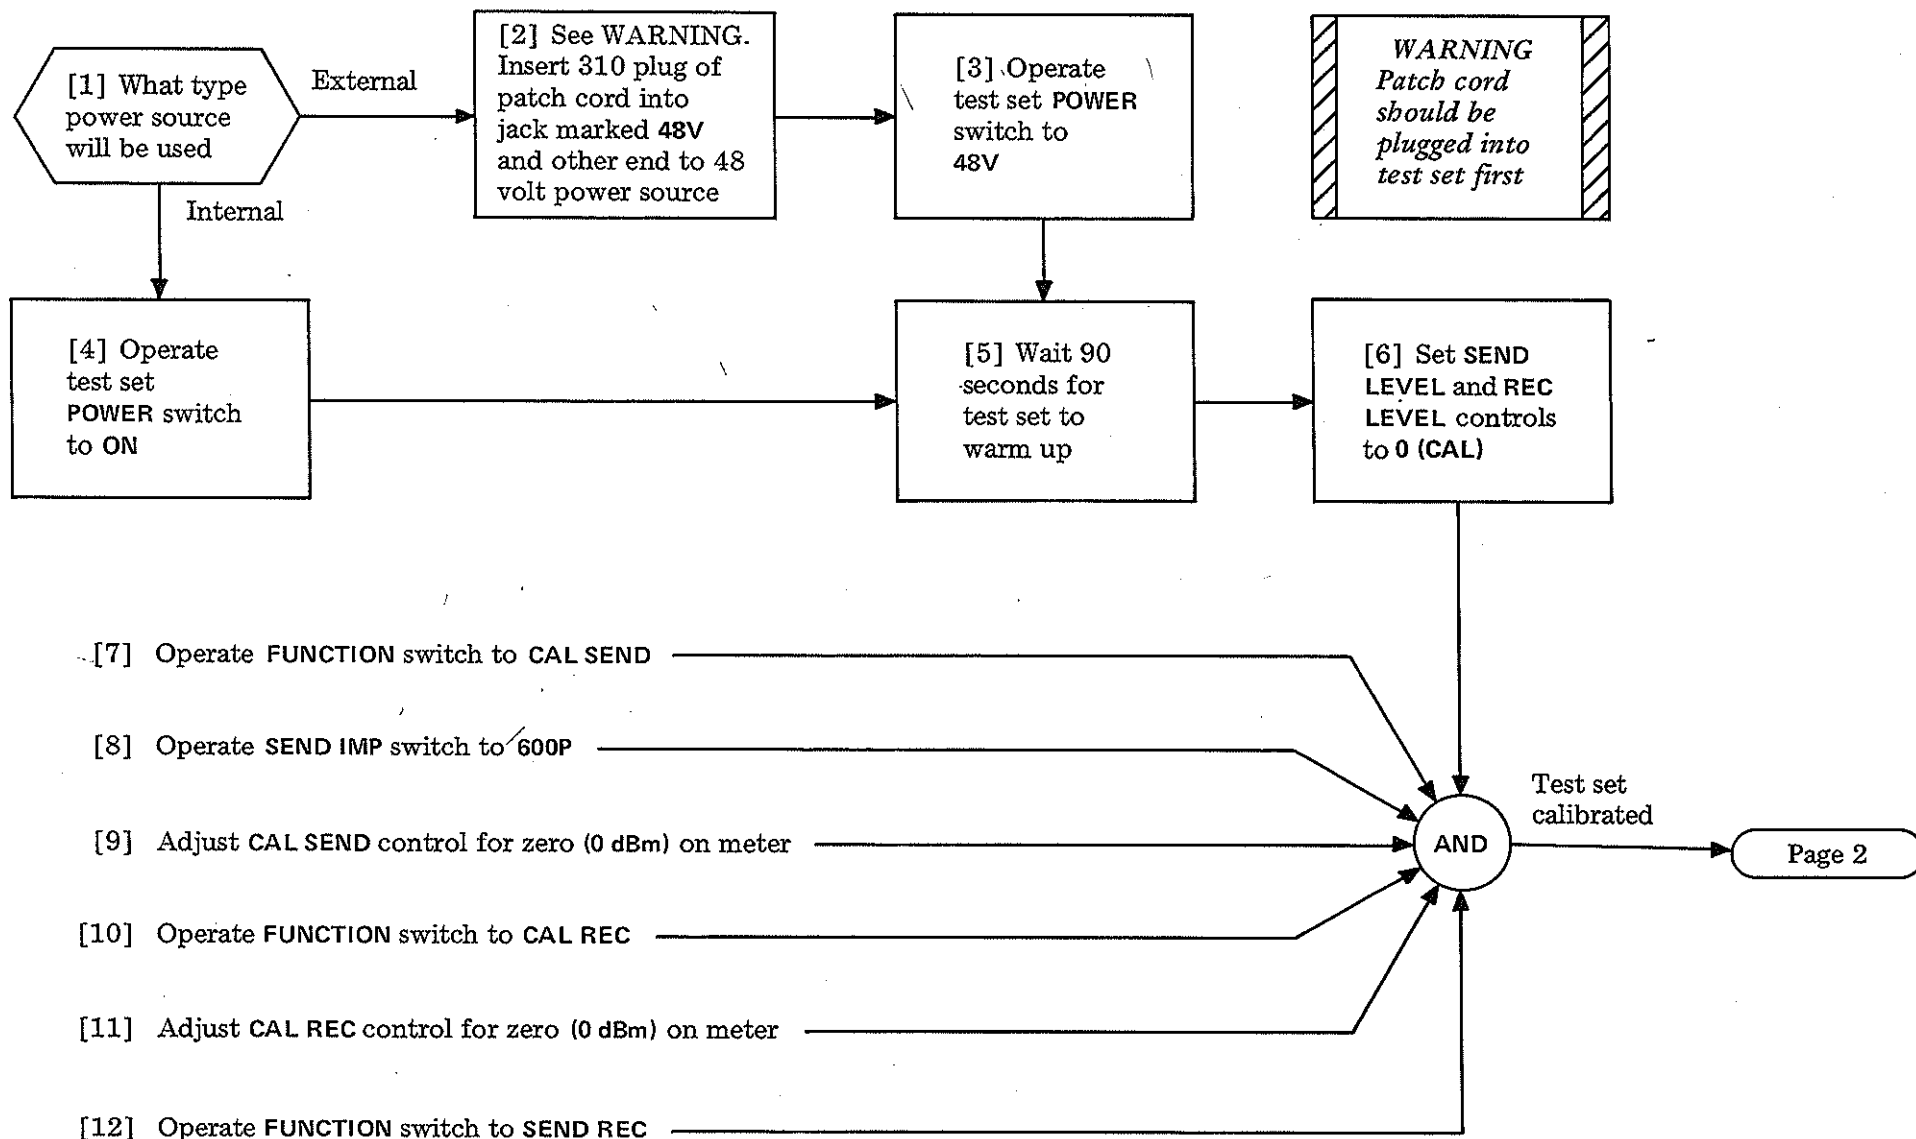 [1] What type
power source
will be used
External
Internal
[2] See WARNING.
Insert 310 plug of
patch cord into
jack marked 48V
and other end to 48
volt power source
[3] Operate
test set POWER
switch to
48V
WARNING
Patch cord
should be
plugged into
test set first
[4] Operate
test set
POWER switch
to ON
[5] Wait 90
seconds for
test set to
warm up
[6] Set SEND
LEVEL and REC
LEVEL controls
to 0 (CAL)
[7] Operate FUNCTION switch to CAL SEND
[8] Operate SEND IMP switch to 600P
[9] Adjust CAL SEND control for zero (0 dBm) on meter
[10] Operate FUNCTION switch to CAL REC
[11] Adjust CAL REC control for zero (0 dBm) on meter
[12] Operate FUNCTION switch to SEND REC
AND
Test set
calibrated
Page 2